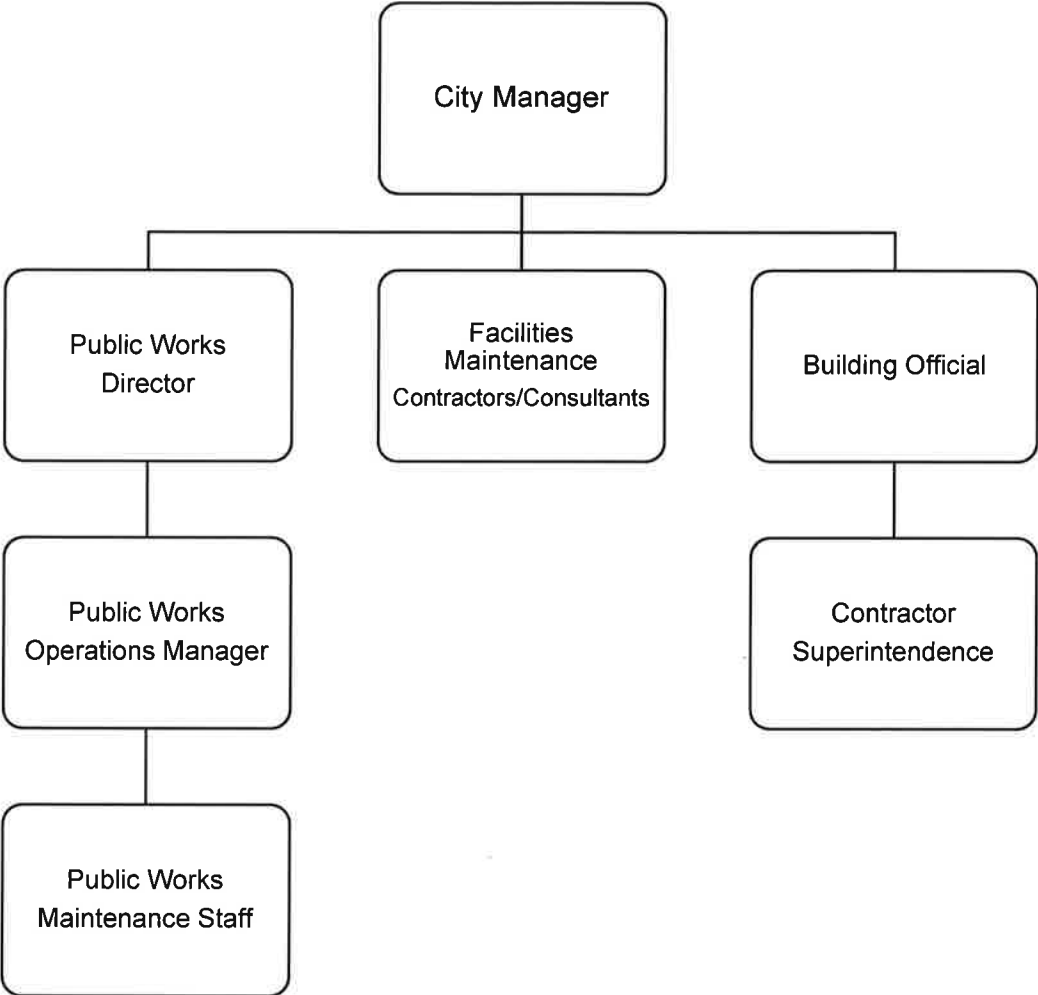 City Manager
Public Works
Director
Facilities
Maintenance
Contractors/Consultants
Building Official
Public Works
Operations Manager
Contractor
Superintendence
Public Works
Maintenance Staff